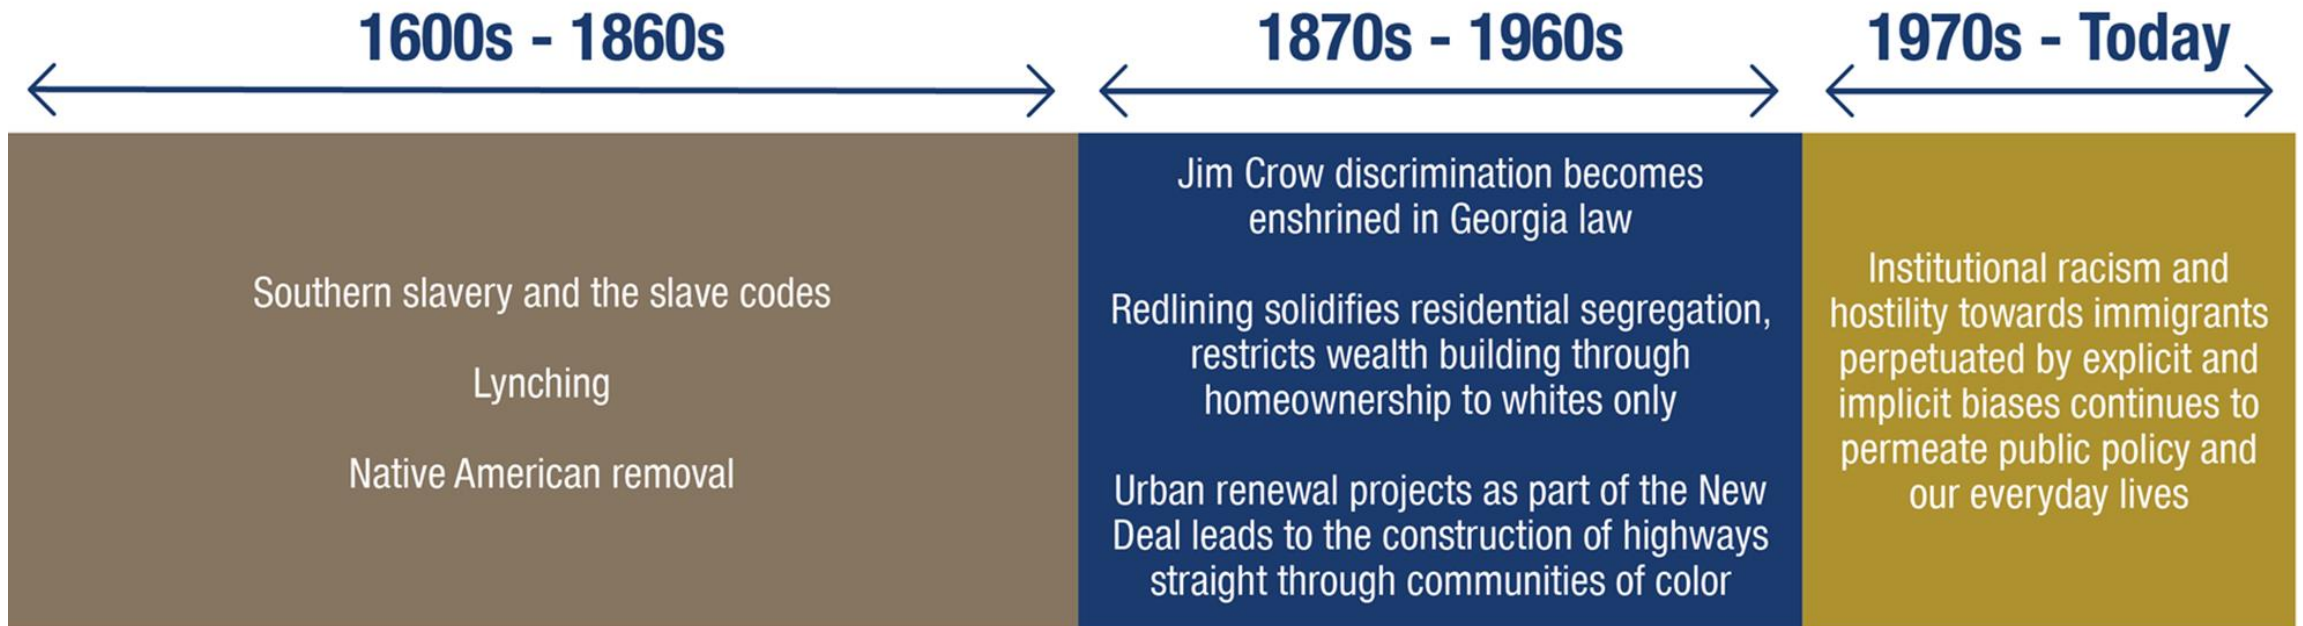 1600s - 1860s
1870s - 1960s
1970s - Today
Southern slavery and the slave codes
Lynching
Native American removal
Jim Crow discrimination becomes
enshrined in Georgia law
Redlining solidifies residential segregation,
restricts wealth building through
homeownership to whites only
Urban renewal projects as part of the New
Deal leads to the construction of highways
straight through communities of color
Institutional racism and
hostility towards immigrants
perpetuated by explicit and
implicit biases continues to
permeate public policy and
our everyday lives